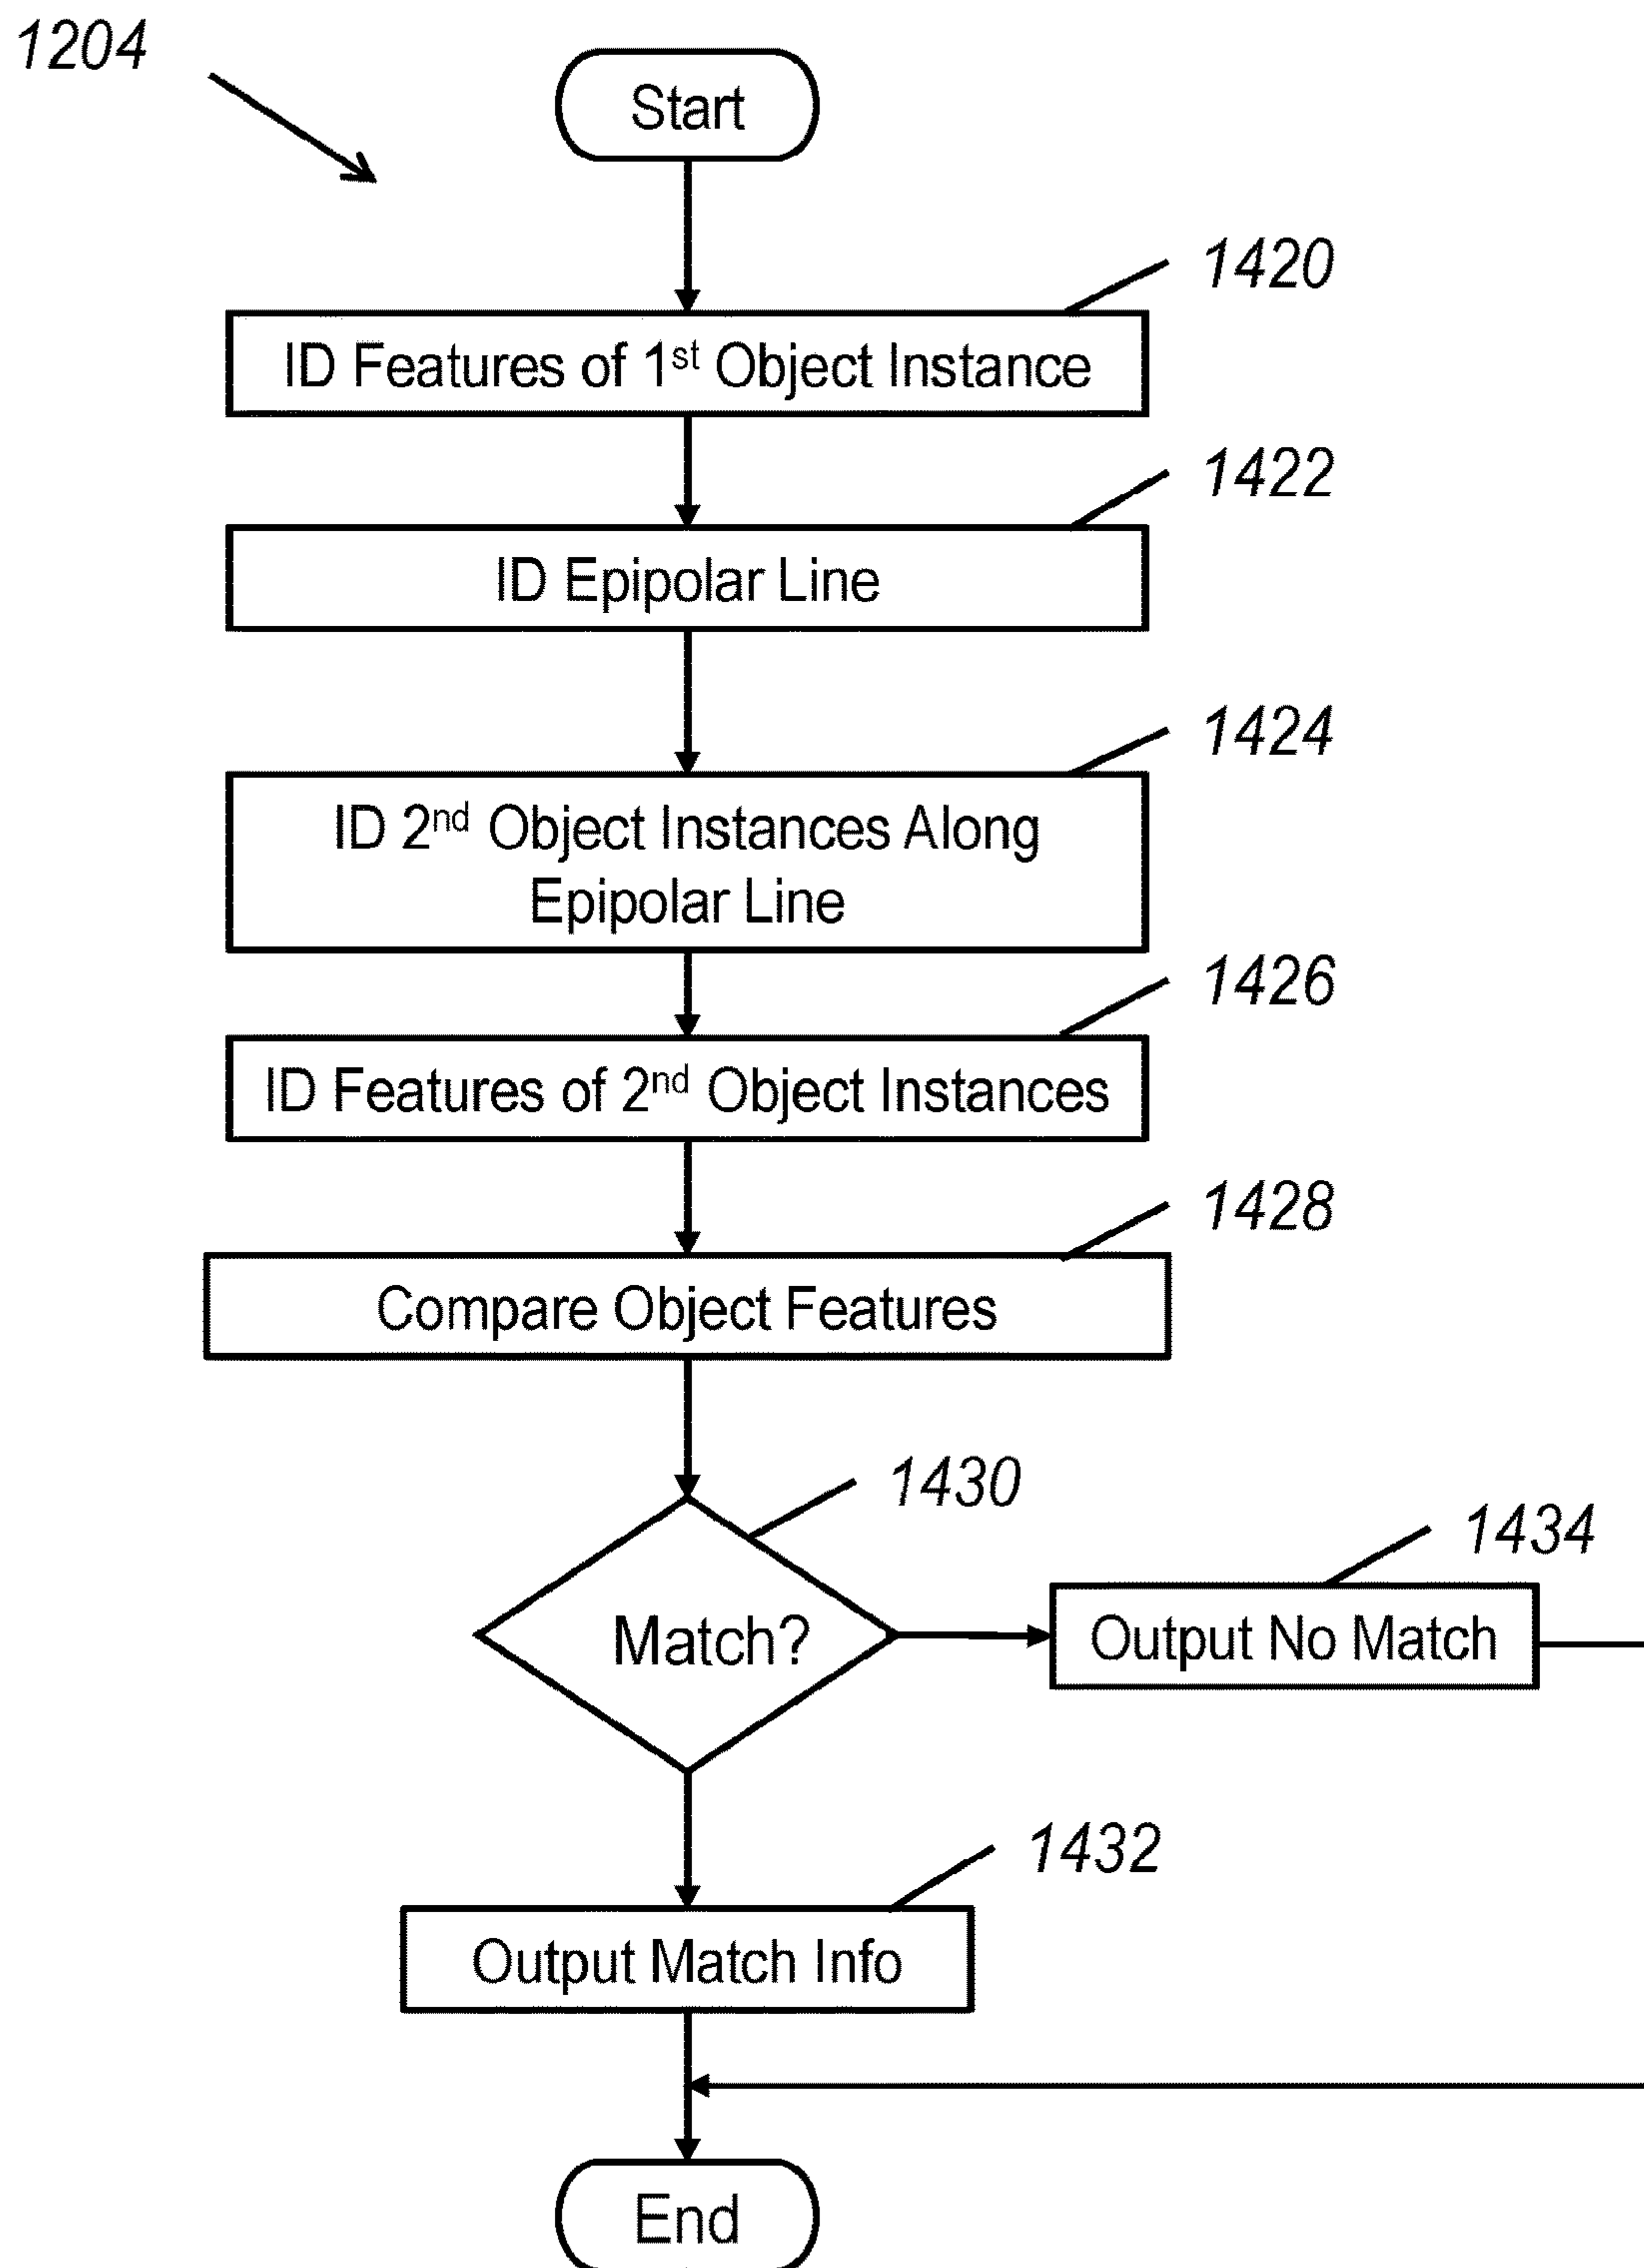 1204
Start
1420
ID Features of 1st Object Instance
1422
ID Epipolar Line
1424
ID 2nd Object Instances Along
Epipolar Line
1426
ID Features of 2nd Object Instances
1428
Compare Object Features
1430
Match?
1434
Output No Match
1432
Output Match Info
End